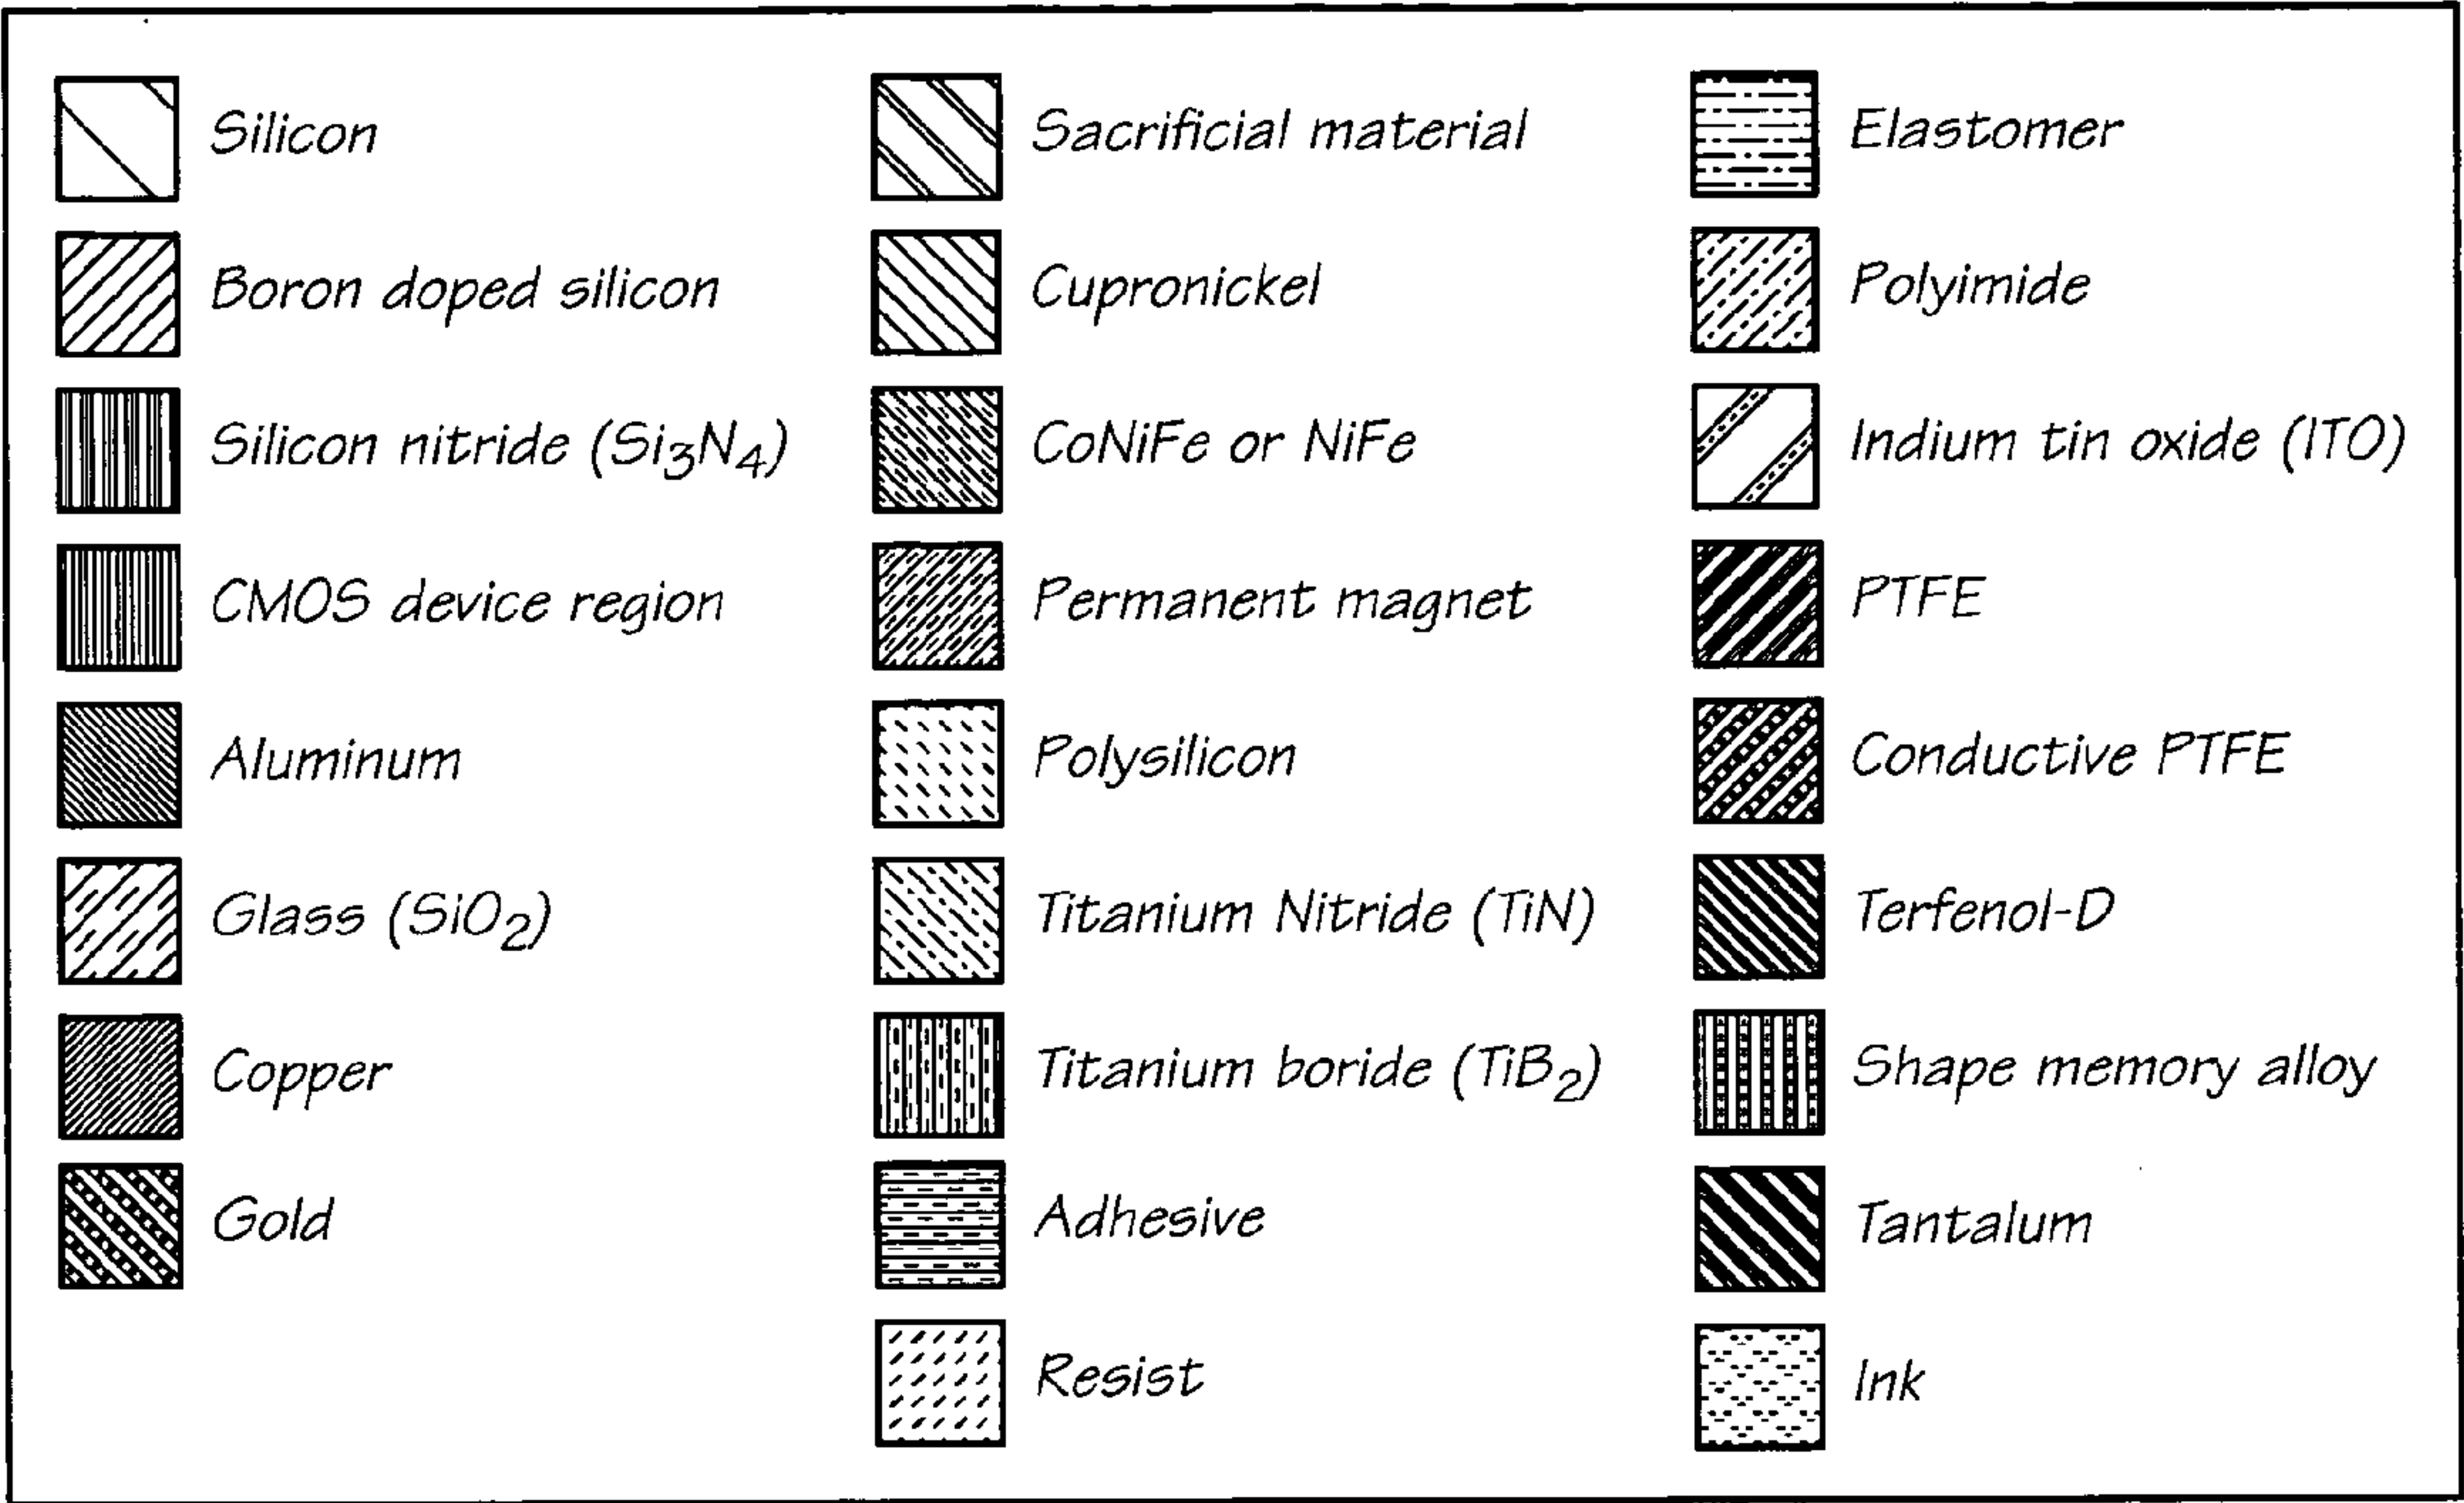 Silicon
Boron doped silicon
Silicon nitride (Si₃N₄)
CMOS device region
Aluminum
Glass (SiO₂)
Copper
Gold
Sacrificial material
Cupronickel
CoNiFe or NiFe
Permanent magnet
Polysilicon
Titanium Nitride (TiN)
Titanium boride (TiB₂)
Adhesive
Resist
Elastomer
Polyimide
Indium tin oxide (ITO)
PTFE
Conductive PTFE
Terfenol-D
Shape memory alloy
Tantalum
Ink